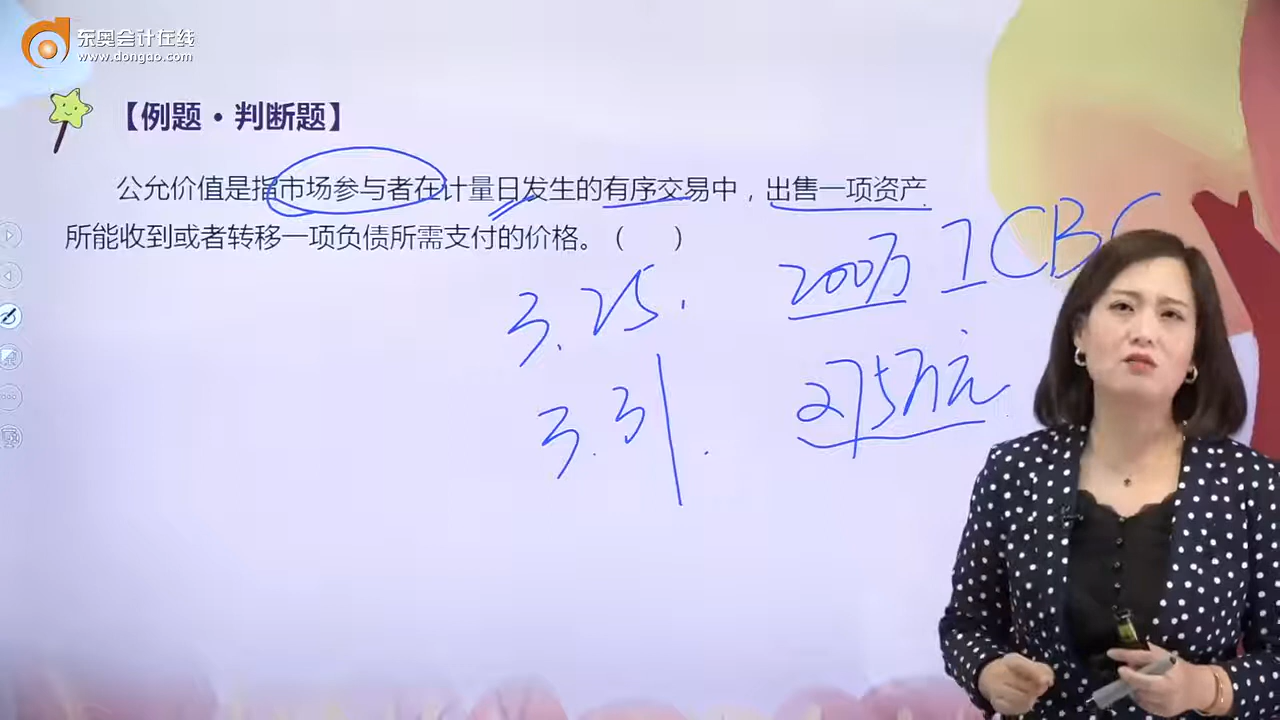 东奥会计在线
www.dongao.com
【例题·判断题】
公允价值是指市场参与者在计量日发生的有序交易中，出售一项资产
所能收到或者转移一项负债所需支付的价格。（ ）
3.25. 200万 ICBC
3.31. 275万元